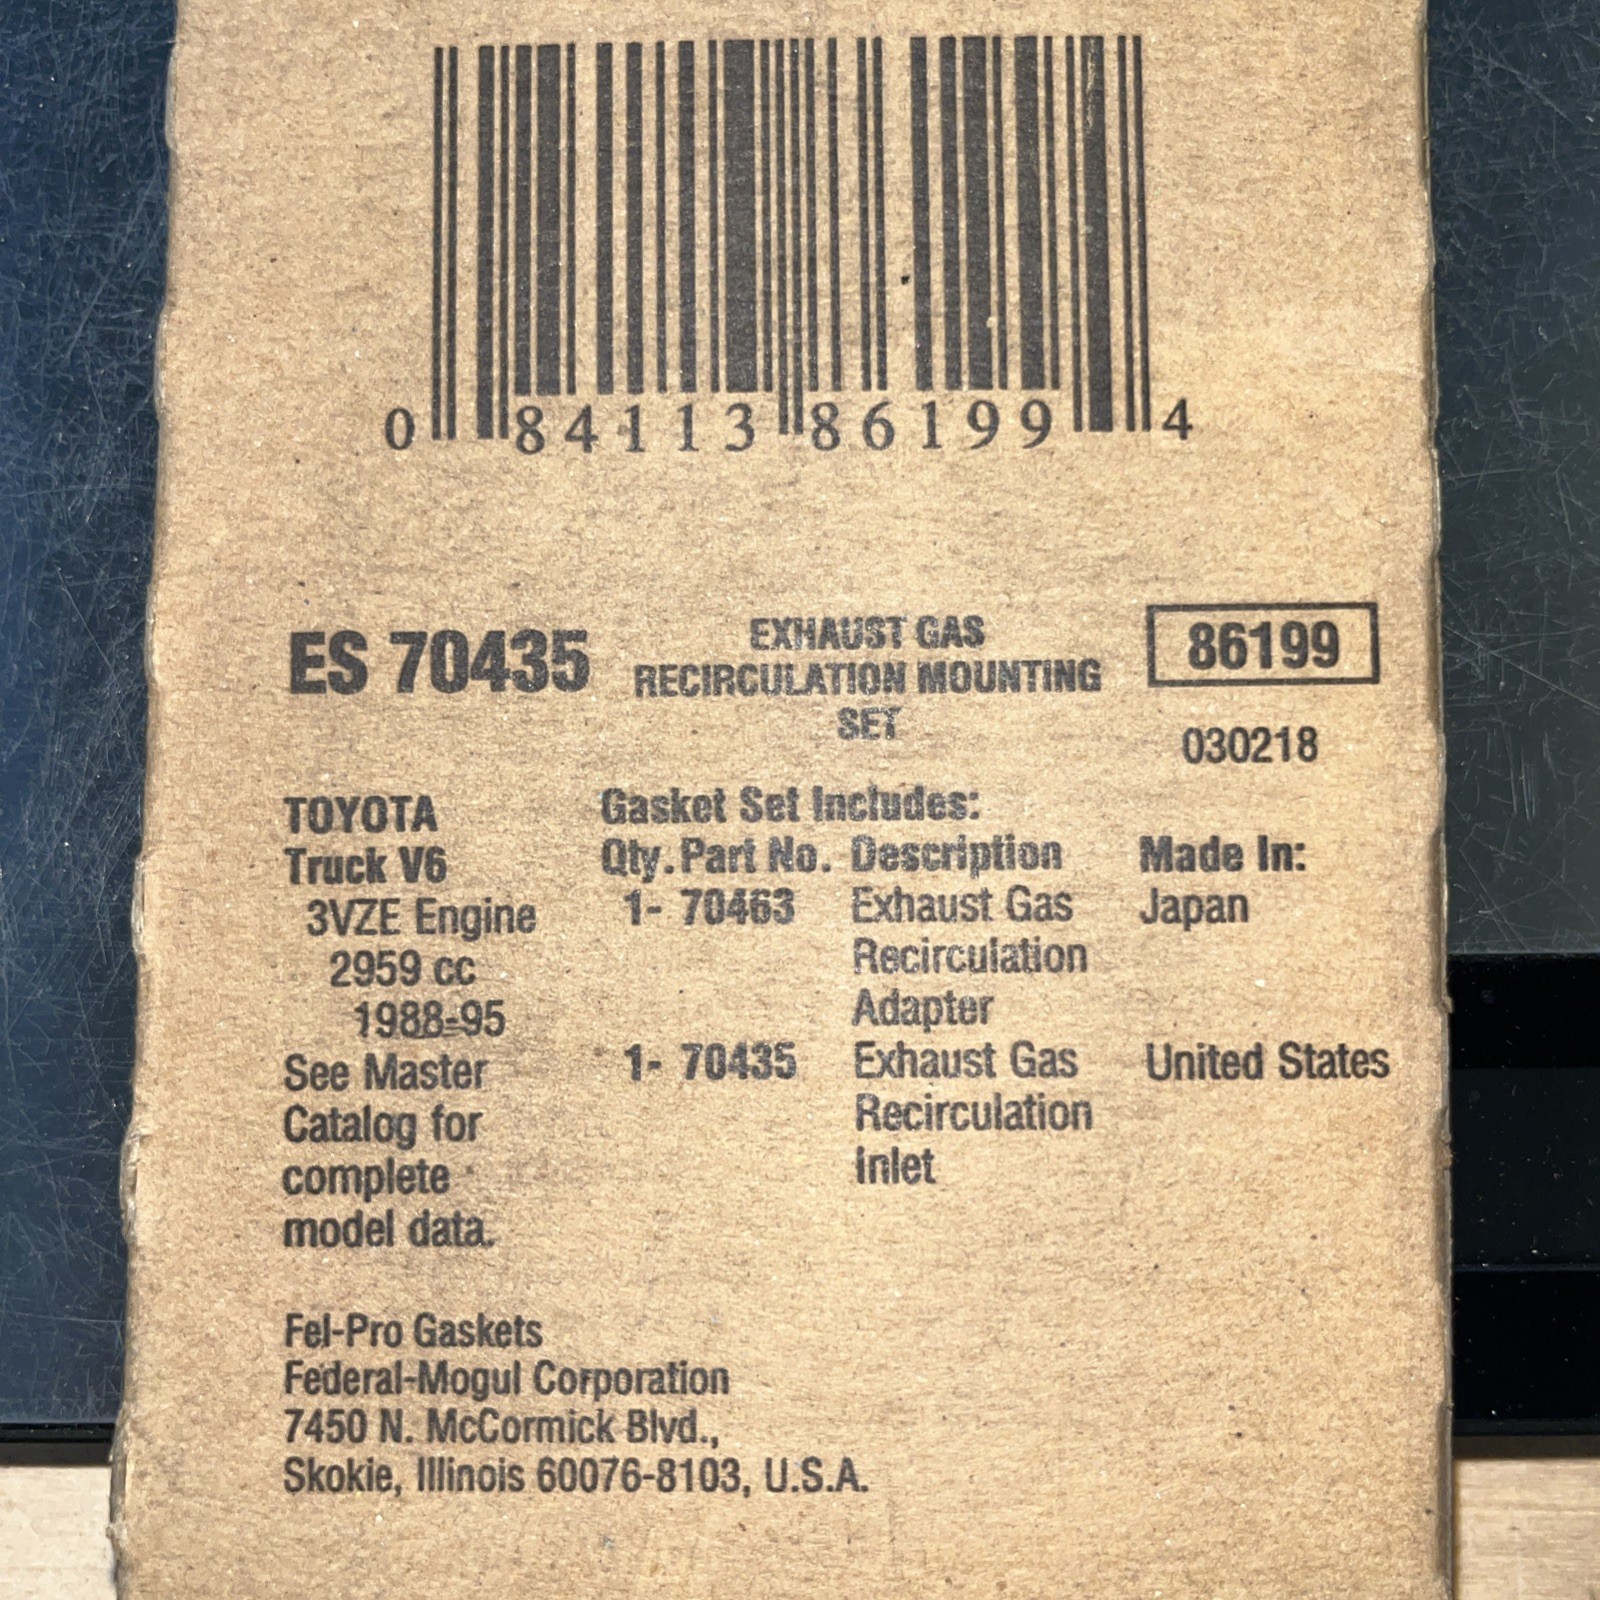 0 84113 86199 4
ES 70435
EXHAUST GAS
RECIRCULATION MOUNTING
SET
86199
030218
TOYOTA
Truck V6
3VZE Engine
2959 cc
1988-95
See Master
Catalog for
complete
model data.
Gasket Set Includes:
Qty. Part No. Description Made In:
1- 70463 Exhaust Gas Japan
Recirculation
Adapter
1- 70435 Exhaust Gas United States
Recirculation
Inlet
Fel-Pro Gaskets
Federal-Mogul Corporation
7450 N. McCormick Blvd.,
Skokie, Illinois 60076-8103, U.S.A.